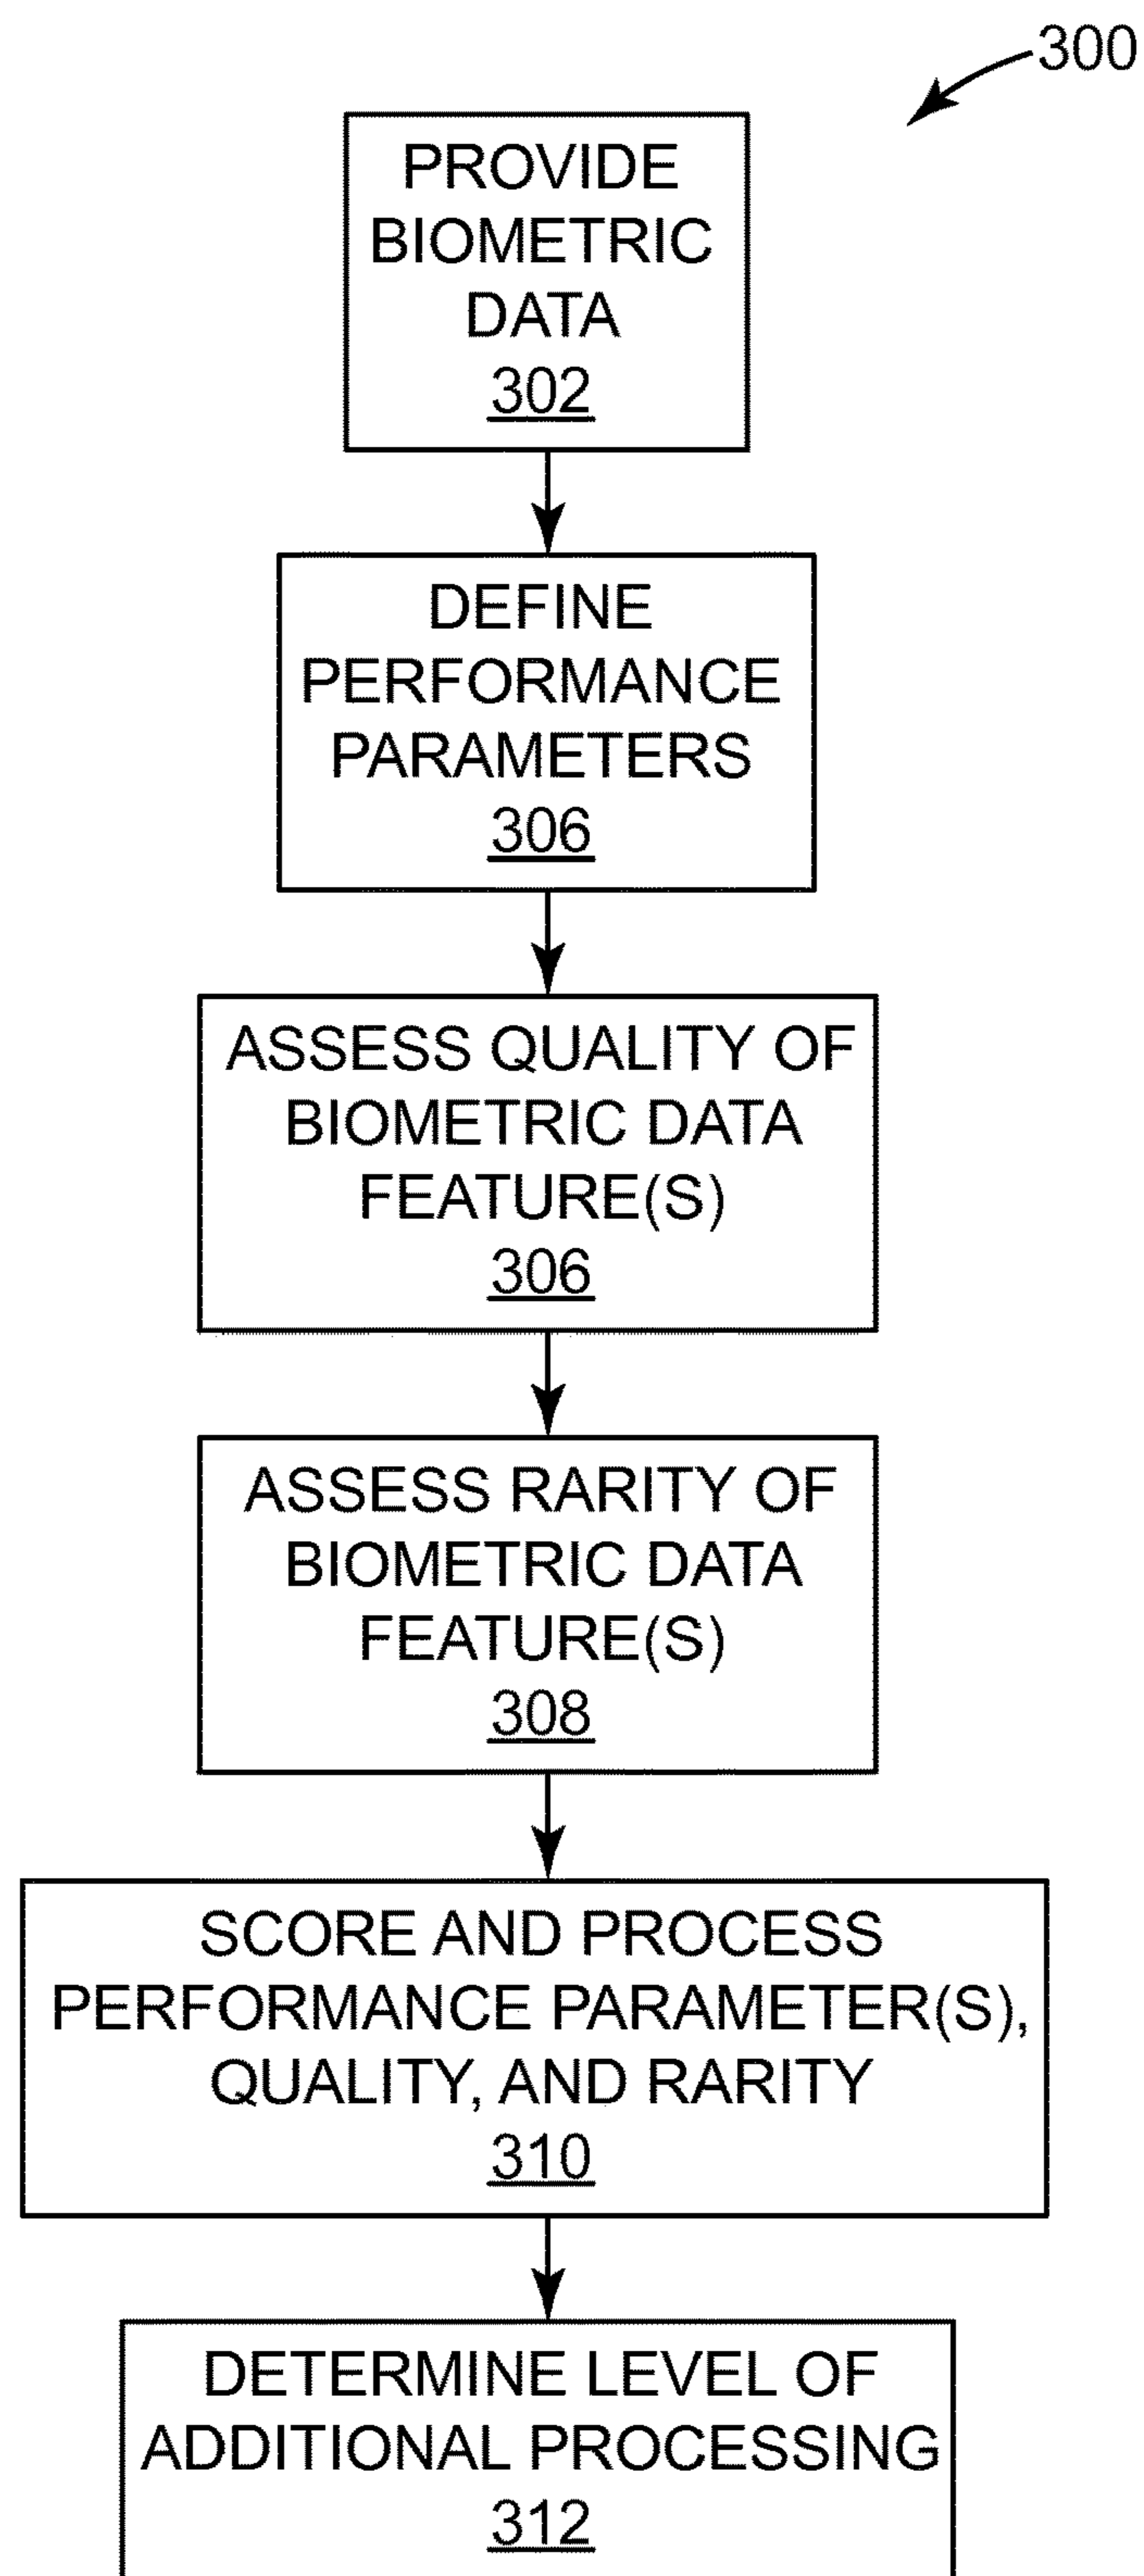 300
PROVIDE
BIOMETRIC
DATA
302
DEFINE
PERFORMANCE
PARAMETERS
306
ASSESS QUALITY OF
BIOMETRIC DATA
FEATURE(S)
306
ASSESS RARITY OF
BIOMETRIC DATA
FEATURE(S)
308
SCORE AND PROCESS
PERFORMANCE PARAMETER(S),
QUALITY, AND RARITY
310
DETERMINE LEVEL OF
ADDITIONAL PROCESSING
312